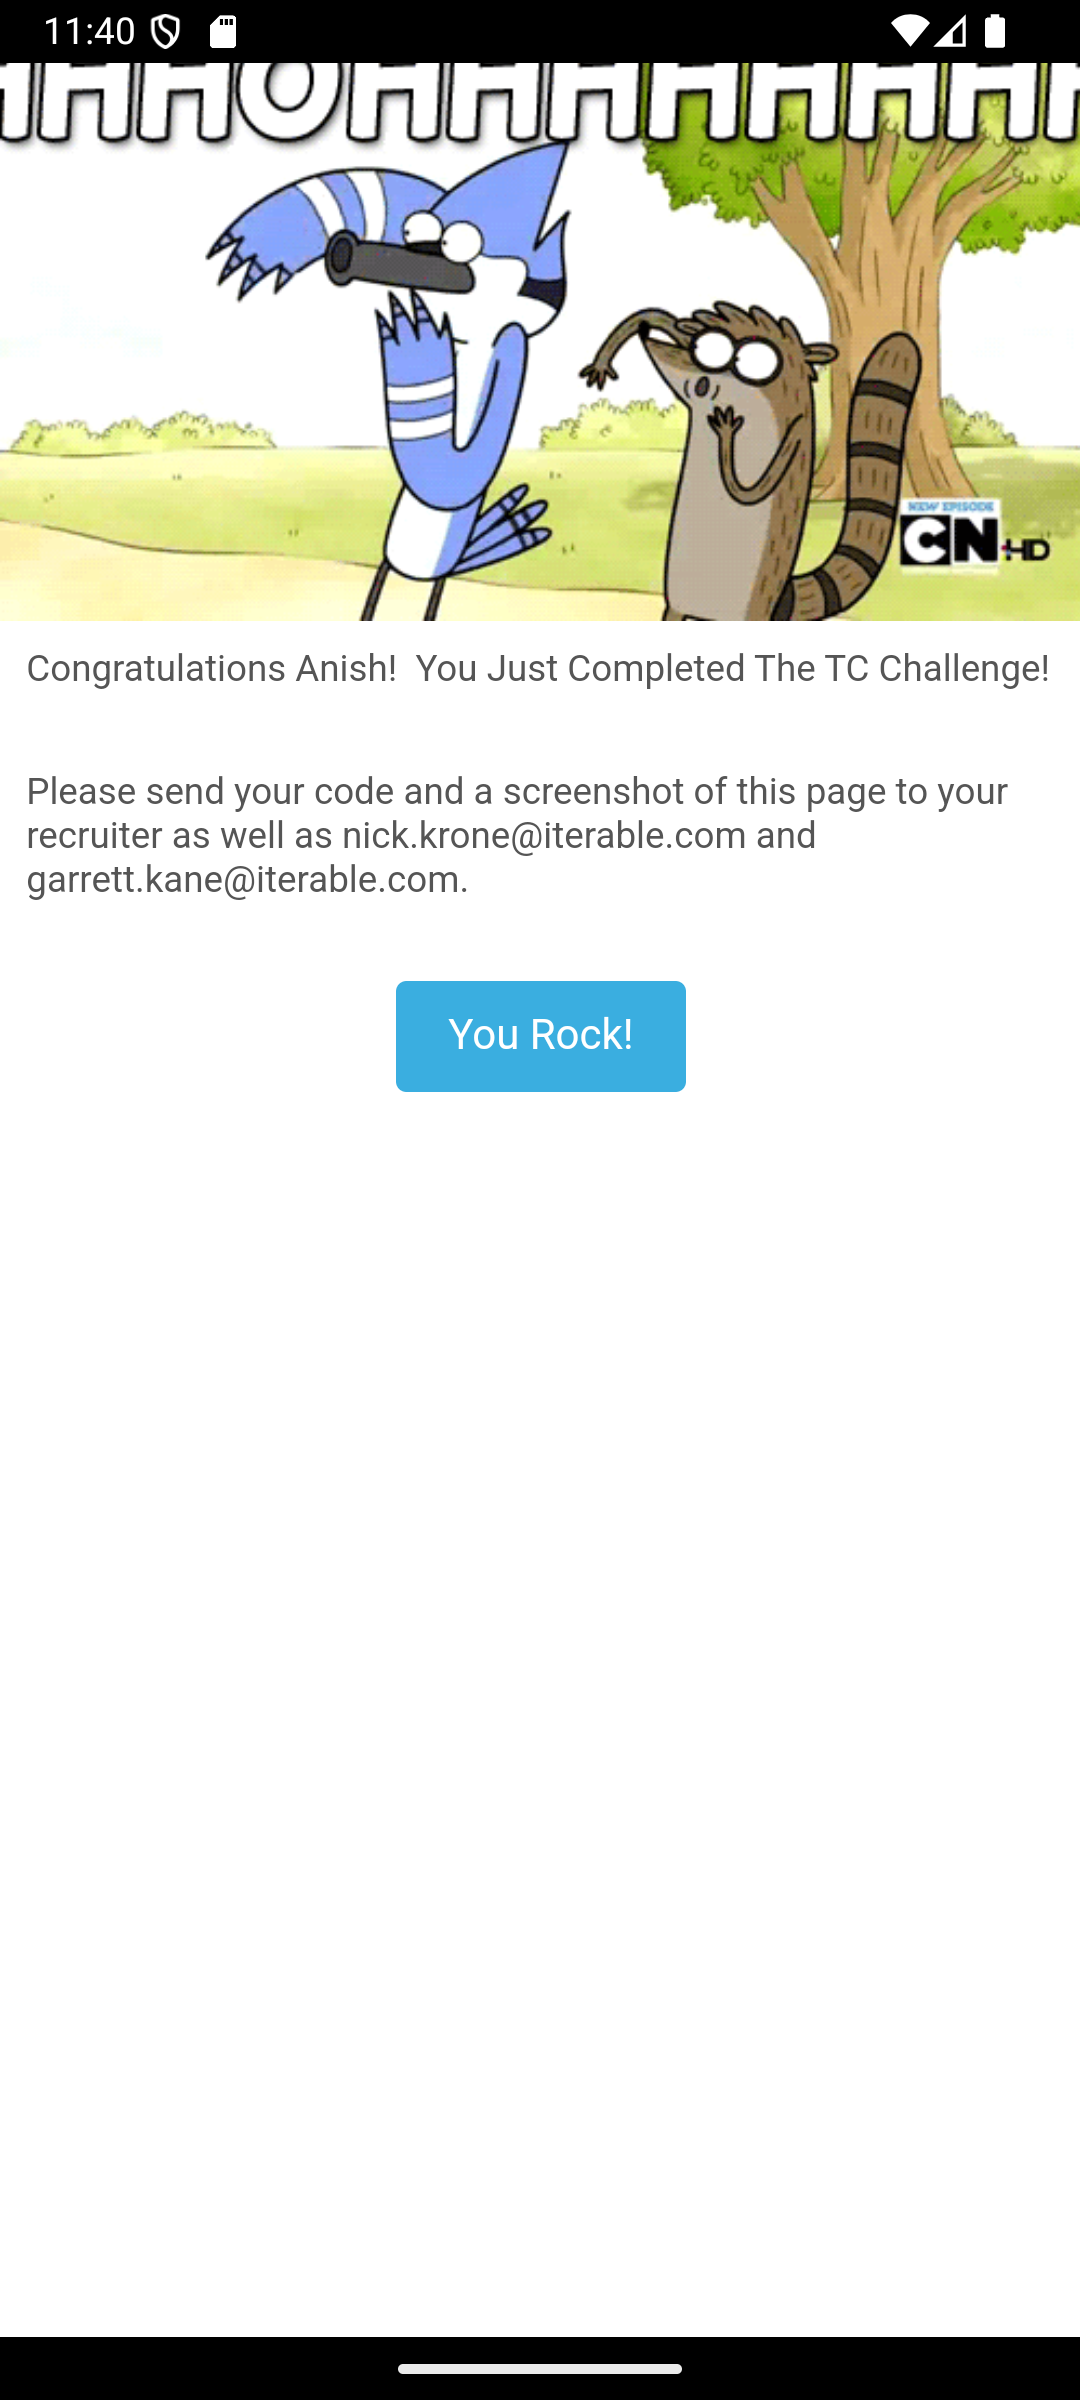 11:40
HHHOHHHHHHHH
Congratulations Anish!  You Just Completed The TC Challenge!
Please send your code and a screenshot of this page to your
recruiter as well as nick.krone@iterable.com and
garrett.kane@iterable.com.
You Rock!
NEW EPISODE
CN HD